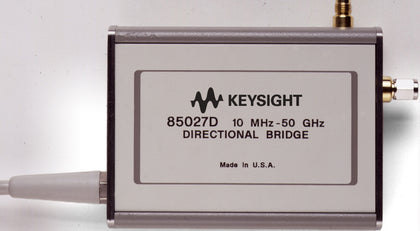 KEYSIGHT
85027D 10 MHz-50 GHz
DIRECTIONAL BRIDGE
Made in U.S.A.